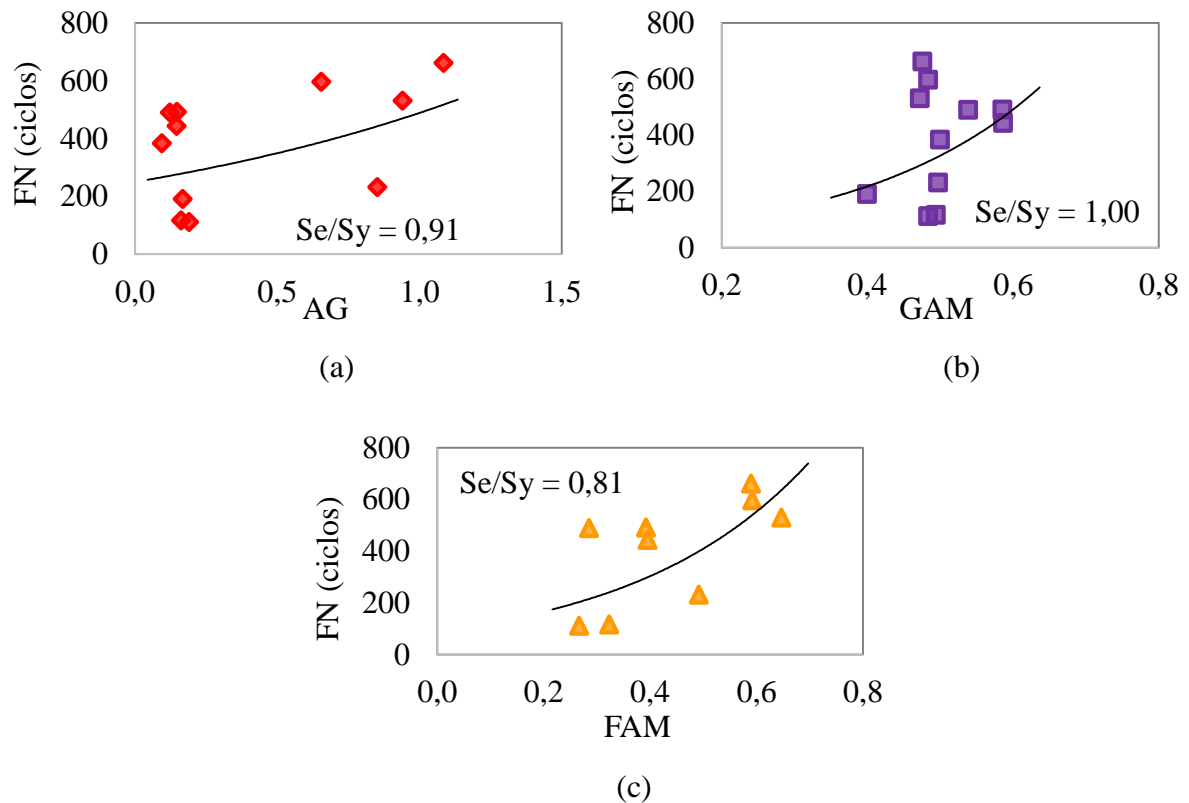 800
600
400
200
0
FN (ciclos)
Se/Sy = 0,91
0,0 0,5 1,0 1,5
AG
(a)
800
600
400
200
0
FN (ciclos)
Se/Sy = 1,00
0,2 0,4 0,6 0,8
GAM
(b)
800
600
400
200
0
FN (ciclos)
Se/Sy = 0,81
0,0 0,2 0,4 0,6 0,8
FAM
(c)